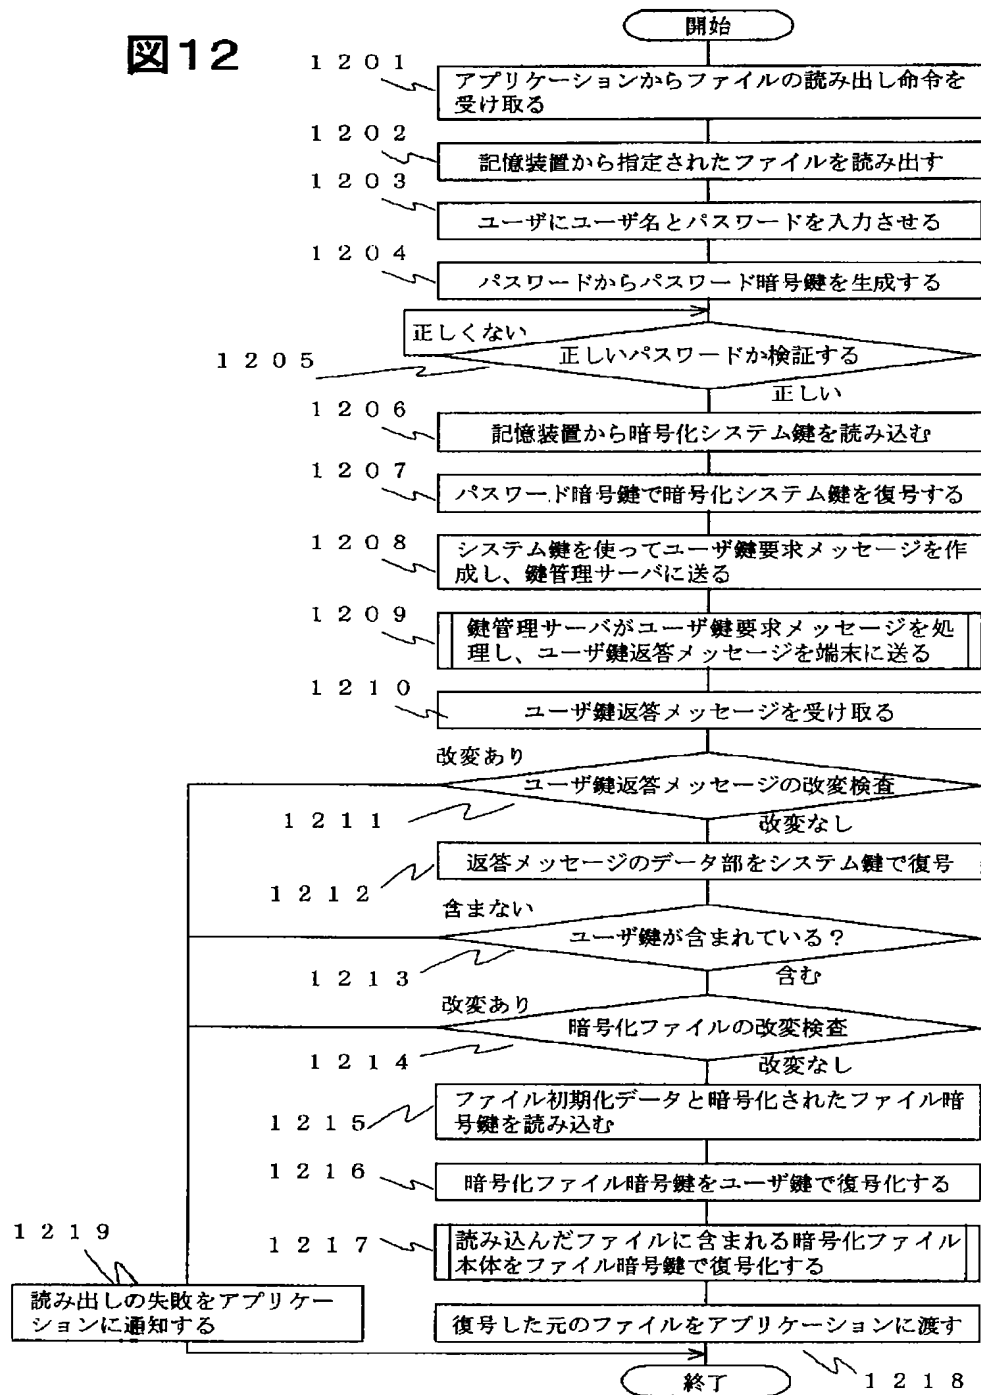 図12
開始
１２０１
アプリケーションからファイルの読み出し命令を
受け取る
１２０２
記憶装置から指定されたファイルを読み出す
１２０３
ユーザにユーザ名とパスワードを入力させる
１２０４
パスワードからパスワード暗号鍵を生成する
正しくない
１２０５
正しいパスワードか検証する
正しい
１２０６
記憶装置から暗号化システム鍵を読み込む
１２０７
パスワード暗号鍵で暗号化システム鍵を復号する
１２０８
システム鍵を使ってユーザ鍵要求メッセージを作
成し、鍵管理サーバに送る
１２０９
鍵管理サーバがユーザ鍵要求メッセージを処
理し、ユーザ鍵返答メッセージを端末に送る
１２１０
ユーザ鍵返答メッセージを受け取る
改変あり
ユーザ鍵返答メッセージの改変検査
１２１１
改変なし
返答メッセージのデータ部をシステム鍵で復号
１２１２
含まない
ユーザ鍵が含まれている？
１２１３
含む
改変あり
暗号化ファイルの改変検査
１２１４
改変なし
ファイル初期化データと暗号化されたファイル暗
号鍵を読み込む
１２１５
１２１６
暗号化ファイル暗号鍵をユーザ鍵で復号化する
１２１７
読み込んだファイルに含まれる暗号化ファイル
本体をファイル暗号鍵で復号化する
１２１９
読み出しの失敗をアプリケー
ションに通知する
復号した元のファイルをアプリケーションに渡す
１２１８
終了